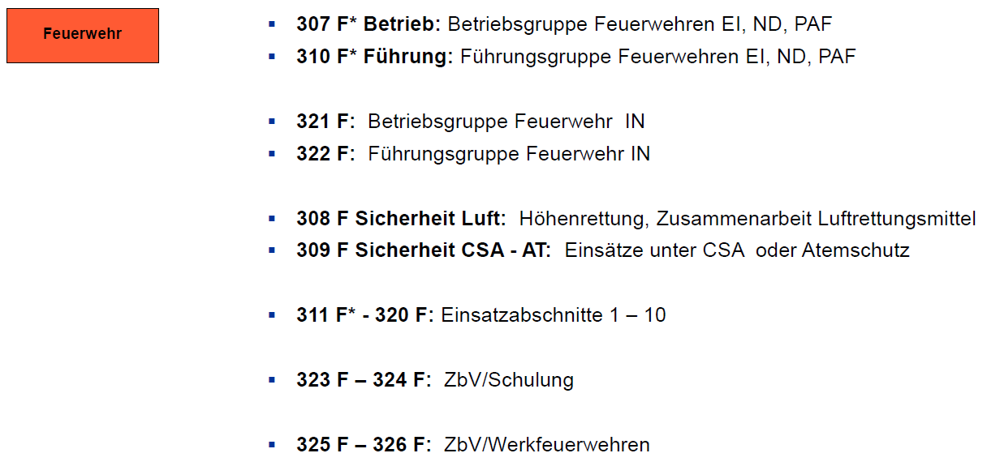 Feuerwehr
▪ 307 F* Betrieb: Betriebsgruppe Feuerwehren EI, ND, PAF
▪ 310 F* Führung: Führungsgruppe Feuerwehren EI, ND, PAF
▪ 321 F: Betriebsgruppe Feuerwehr IN
▪ 322 F: Führungsgruppe Feuerwehr IN
▪ 308 F Sicherheit Luft: Höhenrettung, Zusammenarbeit Luftrettungsmittel
▪ 309 F Sicherheit CSA - AT: Einsätze unter CSA oder Atemschutz
▪ 311 F* - 320 F: Einsatzabschnitte 1 – 10
▪ 323 F – 324 F: ZbV/Schulung
▪ 325 F – 326 F: ZbV/Werkfeuerwehren